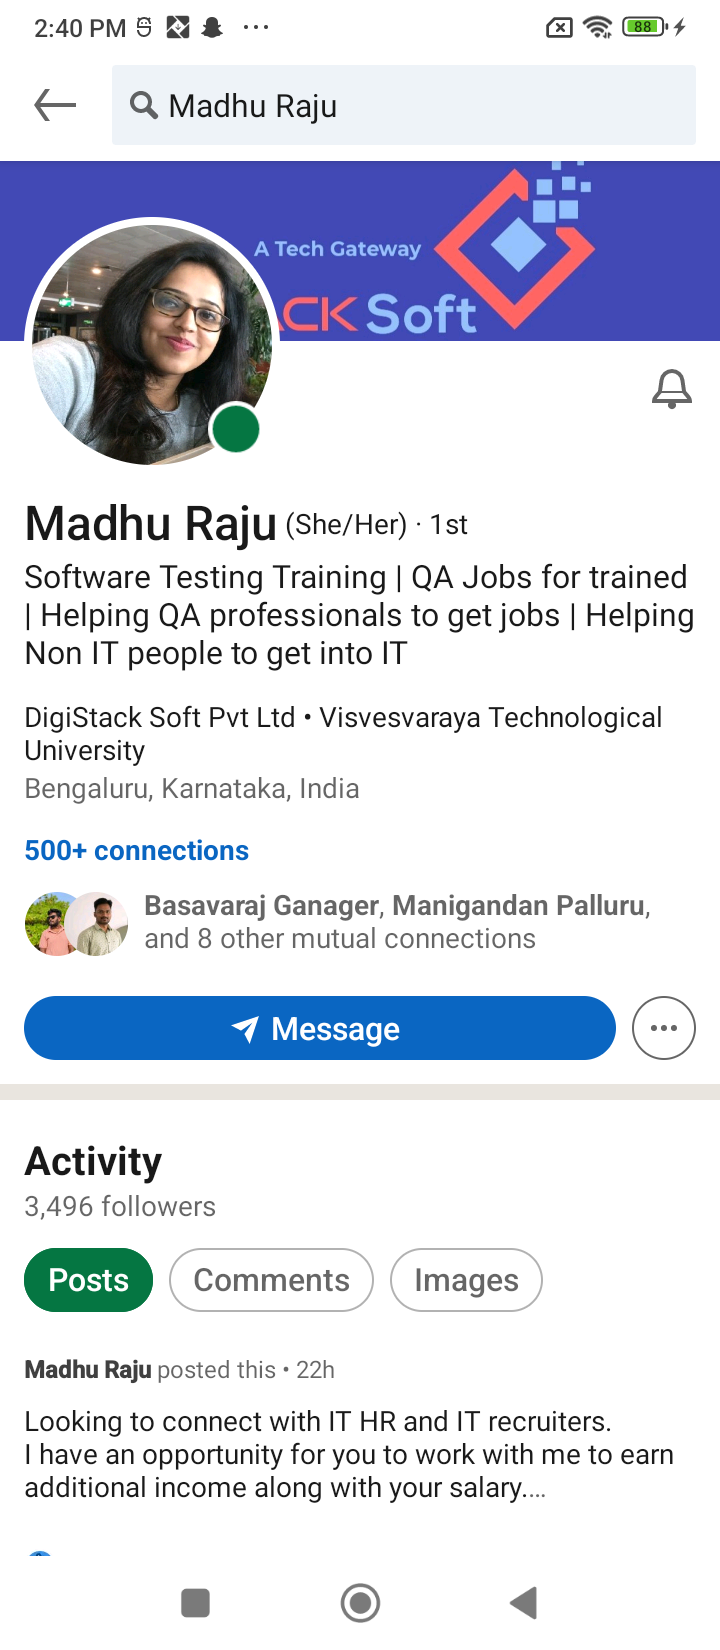 2:40 PM
88
Madhu Raju
A Tech Gateway
CK Soft
Madhu Raju (She/Her) · 1st
Software Testing Training | QA Jobs for trained
| Helping QA professionals to get jobs | Helping
Non IT people to get into IT
DigiStack Soft Pvt Ltd • Visvesvaraya Technological
University
Bengaluru, Karnataka, India
500+ connections
Basavaraj Ganager, Manigandan Palluru,
and 8 other mutual connections
Message
Activity
3,496 followers
Posts
Comments
Images
Madhu Raju posted this • 22h
Looking to connect with IT HR and IT recruiters.
I have an opportunity for you to work with me to earn
additional income along with your salary....